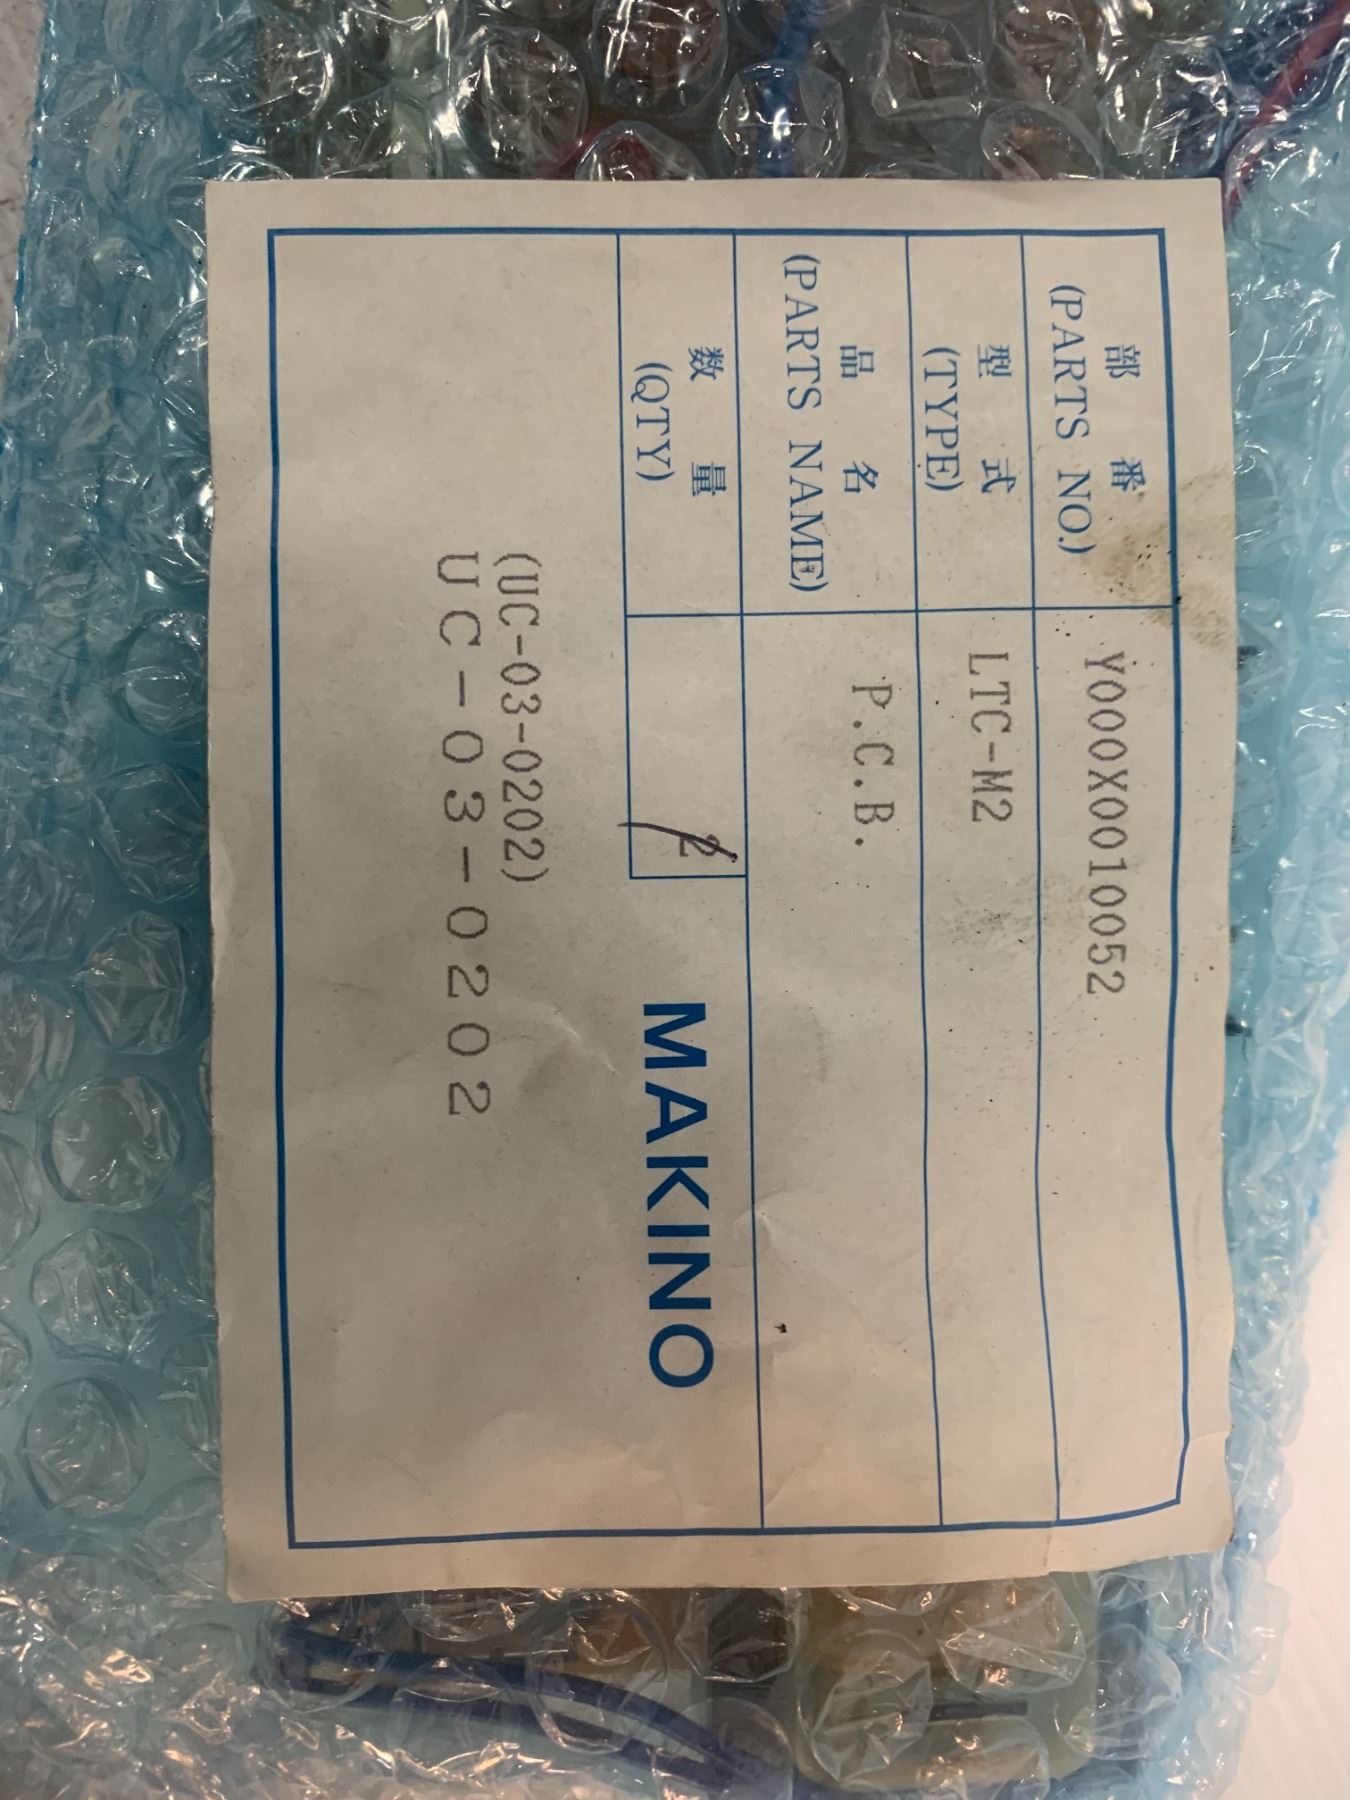 部 番
(PARTS NO.)
Y000X0010052
型 式
(TYPE)
LTC-M2
品 名
(PARTS NAME)
P.C.B.
数 量
(QTY)
2
MAKINO
(UC-03-0202)
UC-03-0202